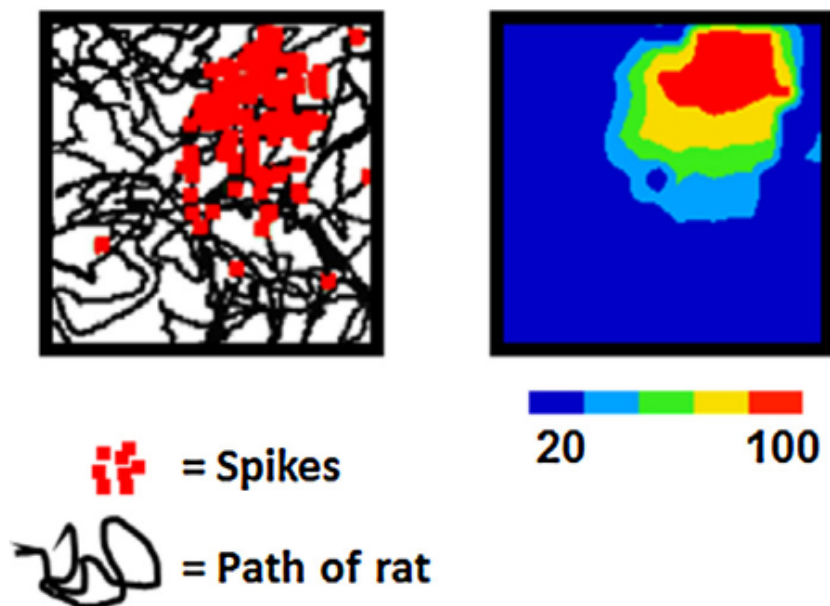 20 100
= Spikes
= Path of rat